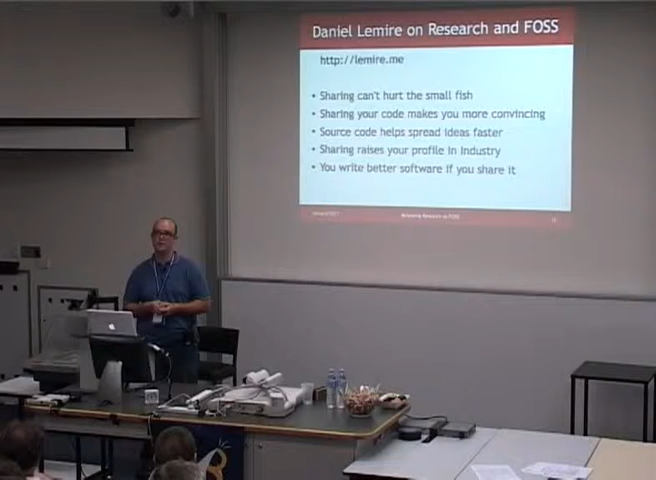 Daniel Lemire on Research and FOSS
http://lemire.me
• Sharing can't hurt the small fish
• Sharing your code makes you more convincing
• Source code helps spread ideas faster
• Sharing raises your profile in Industry
• You write better software if you share it